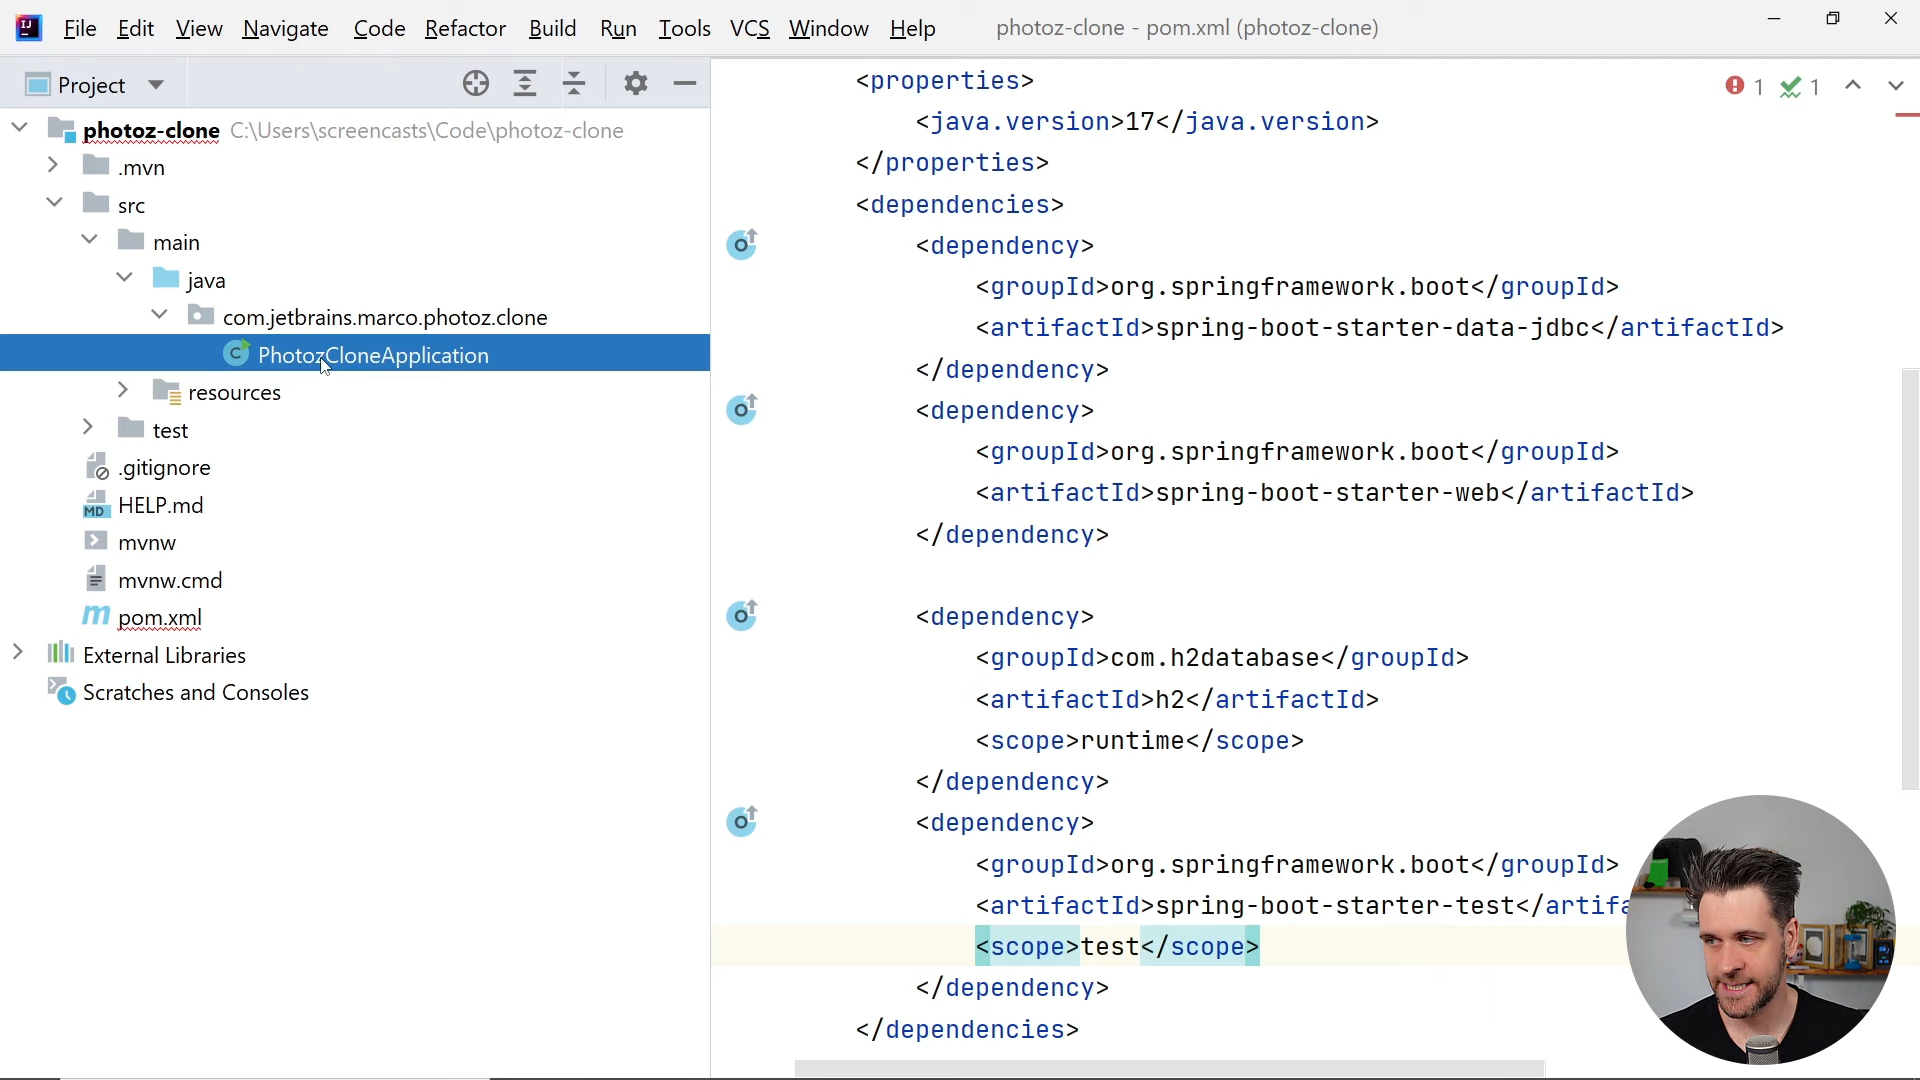 File Edit View Navigate Code Refactor Build Run Tools VCS Window Help photoz-clone - pom.xml (photoz-clone)
Project
photoz-clone C:\Users\screencasts\Code\photoz-clone
.mvn
src
main
java
com.jetbrains.marco.photoz.clone
PhotozCloneApplication
resources
test
.gitignore
HELP.md
mvnw
mvnw.cmd
pom.xml
External Libraries
Scratches and Consoles
1 1
<properties>
<java.version>17</java.version>
</properties>
<dependencies>
<dependency>
<groupId>org.springframework.boot</groupId>
<artifactId>spring-boot-starter-data-jdbc</artifactId>
</dependency>
<dependency>
<groupId>org.springframework.boot</groupId>
<artifactId>spring-boot-starter-web</artifactId>
</dependency>
<dependency>
<groupId>com.h2database</groupId>
<artifactId>h2</artifactId>
<scope>runtime</scope>
</dependency>
<dependency>
<groupId>org.springframework.boot</groupId>
<artifactId>spring-boot-starter-test</artifa
<scope>test</scope>
</dependency>
</dependencies>